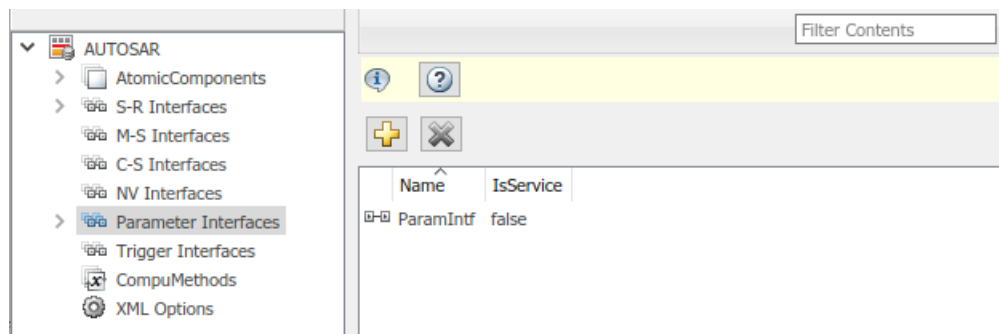 Filter Contents
AUTOSAR
AtomicComponents
S-R Interfaces
M-S Interfaces
C-S Interfaces
NV Interfaces
Parameter Interfaces
Trigger Interfaces
CompuMethods
XML Options
Name IsService
ParamIntf false